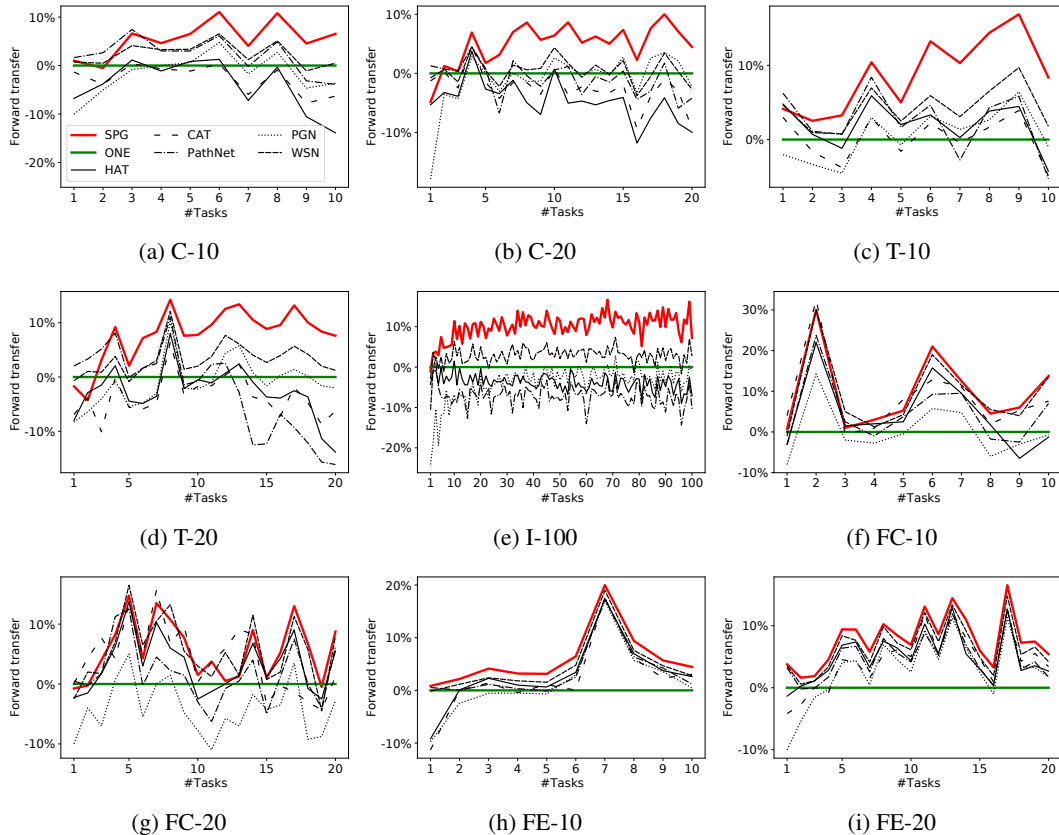 10%
0%
-10%
-20%
Forward transfer
SPG
ONE
HAT
CAT
PathNet
PGN
WSN
1 2 3 4 5 6 7 8 9 10
#Tasks
(a) C-10
10%
0%
-10%
Forward transfer
1 5 10 15 20
#Tasks
(b) C-20
10%
0%
Forward transfer
1 2 3 4 5 6 7 8 9 10
#Tasks
(c) T-10
10%
0%
-10%
Forward transfer
1 5 10 15 20
#Tasks
(d) T-20
10%
0%
-10%
-20%
Forward transfer
1 10 20 30 40 50 60 70 80 90 100
#Tasks
(e) I-100
30%
20%
10%
0%
-10%
Forward transfer
1 2 3 4 5 6 7 8 9 10
#Tasks
(f) FC-10
10%
0%
-10%
Forward transfer
1 5 10 15 20
#Tasks
(g) FC-20
20%
10%
0%
-10%
Forward transfer
1 2 3 4 5 6 7 8 9 10
#Tasks
(h) FE-10
10%
0%
-10%
Forward transfer
1 5 10 15 20
#Tasks
(i) FE-20